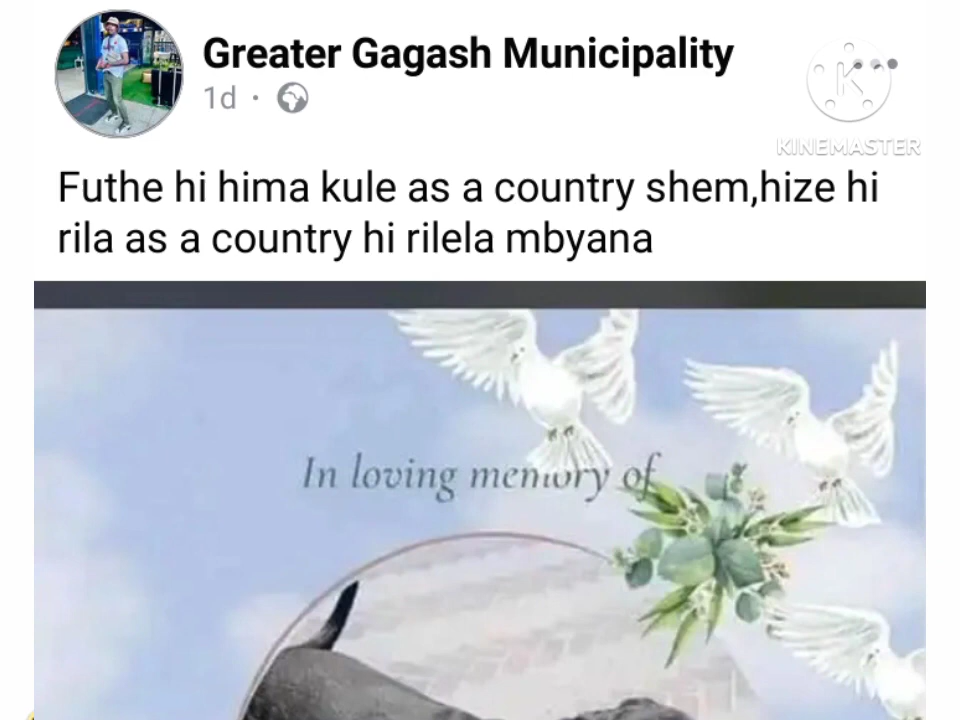 Greater Gagash Municipality
1d ·
KINEMASTER
Futhe hi hima kule as a country shem,hize hi
rila as a country hi rilela mbyana
In loving memory of